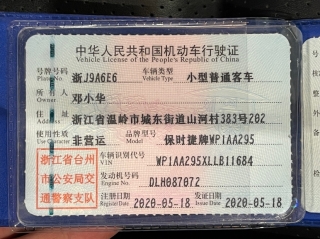 中华人民共和国机动车行驶证
Vehicle License of the People's Republic of China
号牌号码 浙J9A6E6 车辆类型 小型普通客车
Plate No. Vehicle Type
所有人 邓小华
Owner
住址 浙江省温岭市城东街道山河村383号202
Address
使用性质 非营运 品牌型号 保时捷牌WP1AA295
Use Character Model
浙江省台州 车辆识别代号 WP1AA295XLLB11684
VIN
市公安局交 发动机号码 DLH087072
Engine No.
通警察支队 注册日期 2020-05-18 发证日期 2020-05-18
Register Date Issue Date